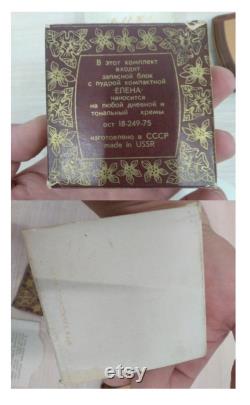 В этот комплект
входит
запасной блок
с пудрой компактной
«ЕЛЕНА»
наносится
на любой дневной и
тональный кремы
ост 18-249-75
изготовлено в СССР
made in USSR
Etsy